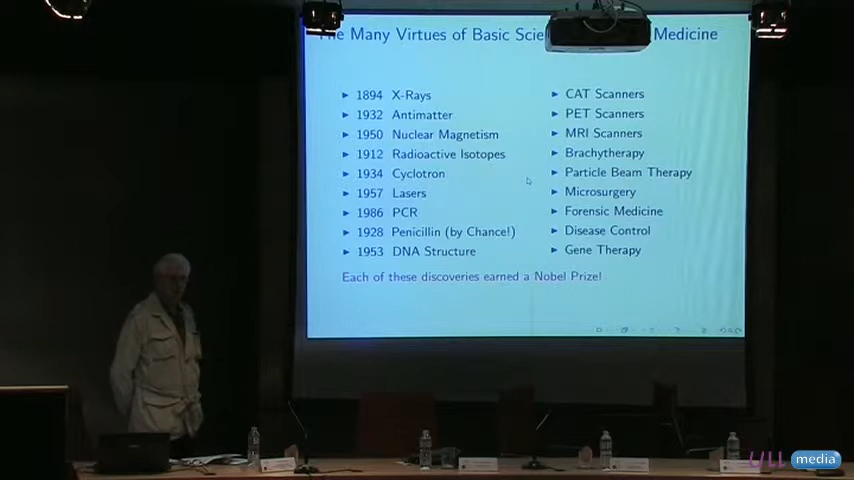 The Many Virtues of Basic Medicine
1894 X-Rays
1932 Antimatter
1950 Nuclear Magnetism
1912 Radioactive Isotopes
1934 Cyclotron
1957 Lasers
1986 PCR
1928 Penicillin (by Chance!)
1953 DNA Structure
CAT Scanners
PET Scanners
MRI Scanners
Brachytherapy
Particle Beam Therapy
Microsurgery
Forensic Medicine
Disease Control
Gene Therapy
Each of these discoveries earned a Nobel Prize!
ULL media